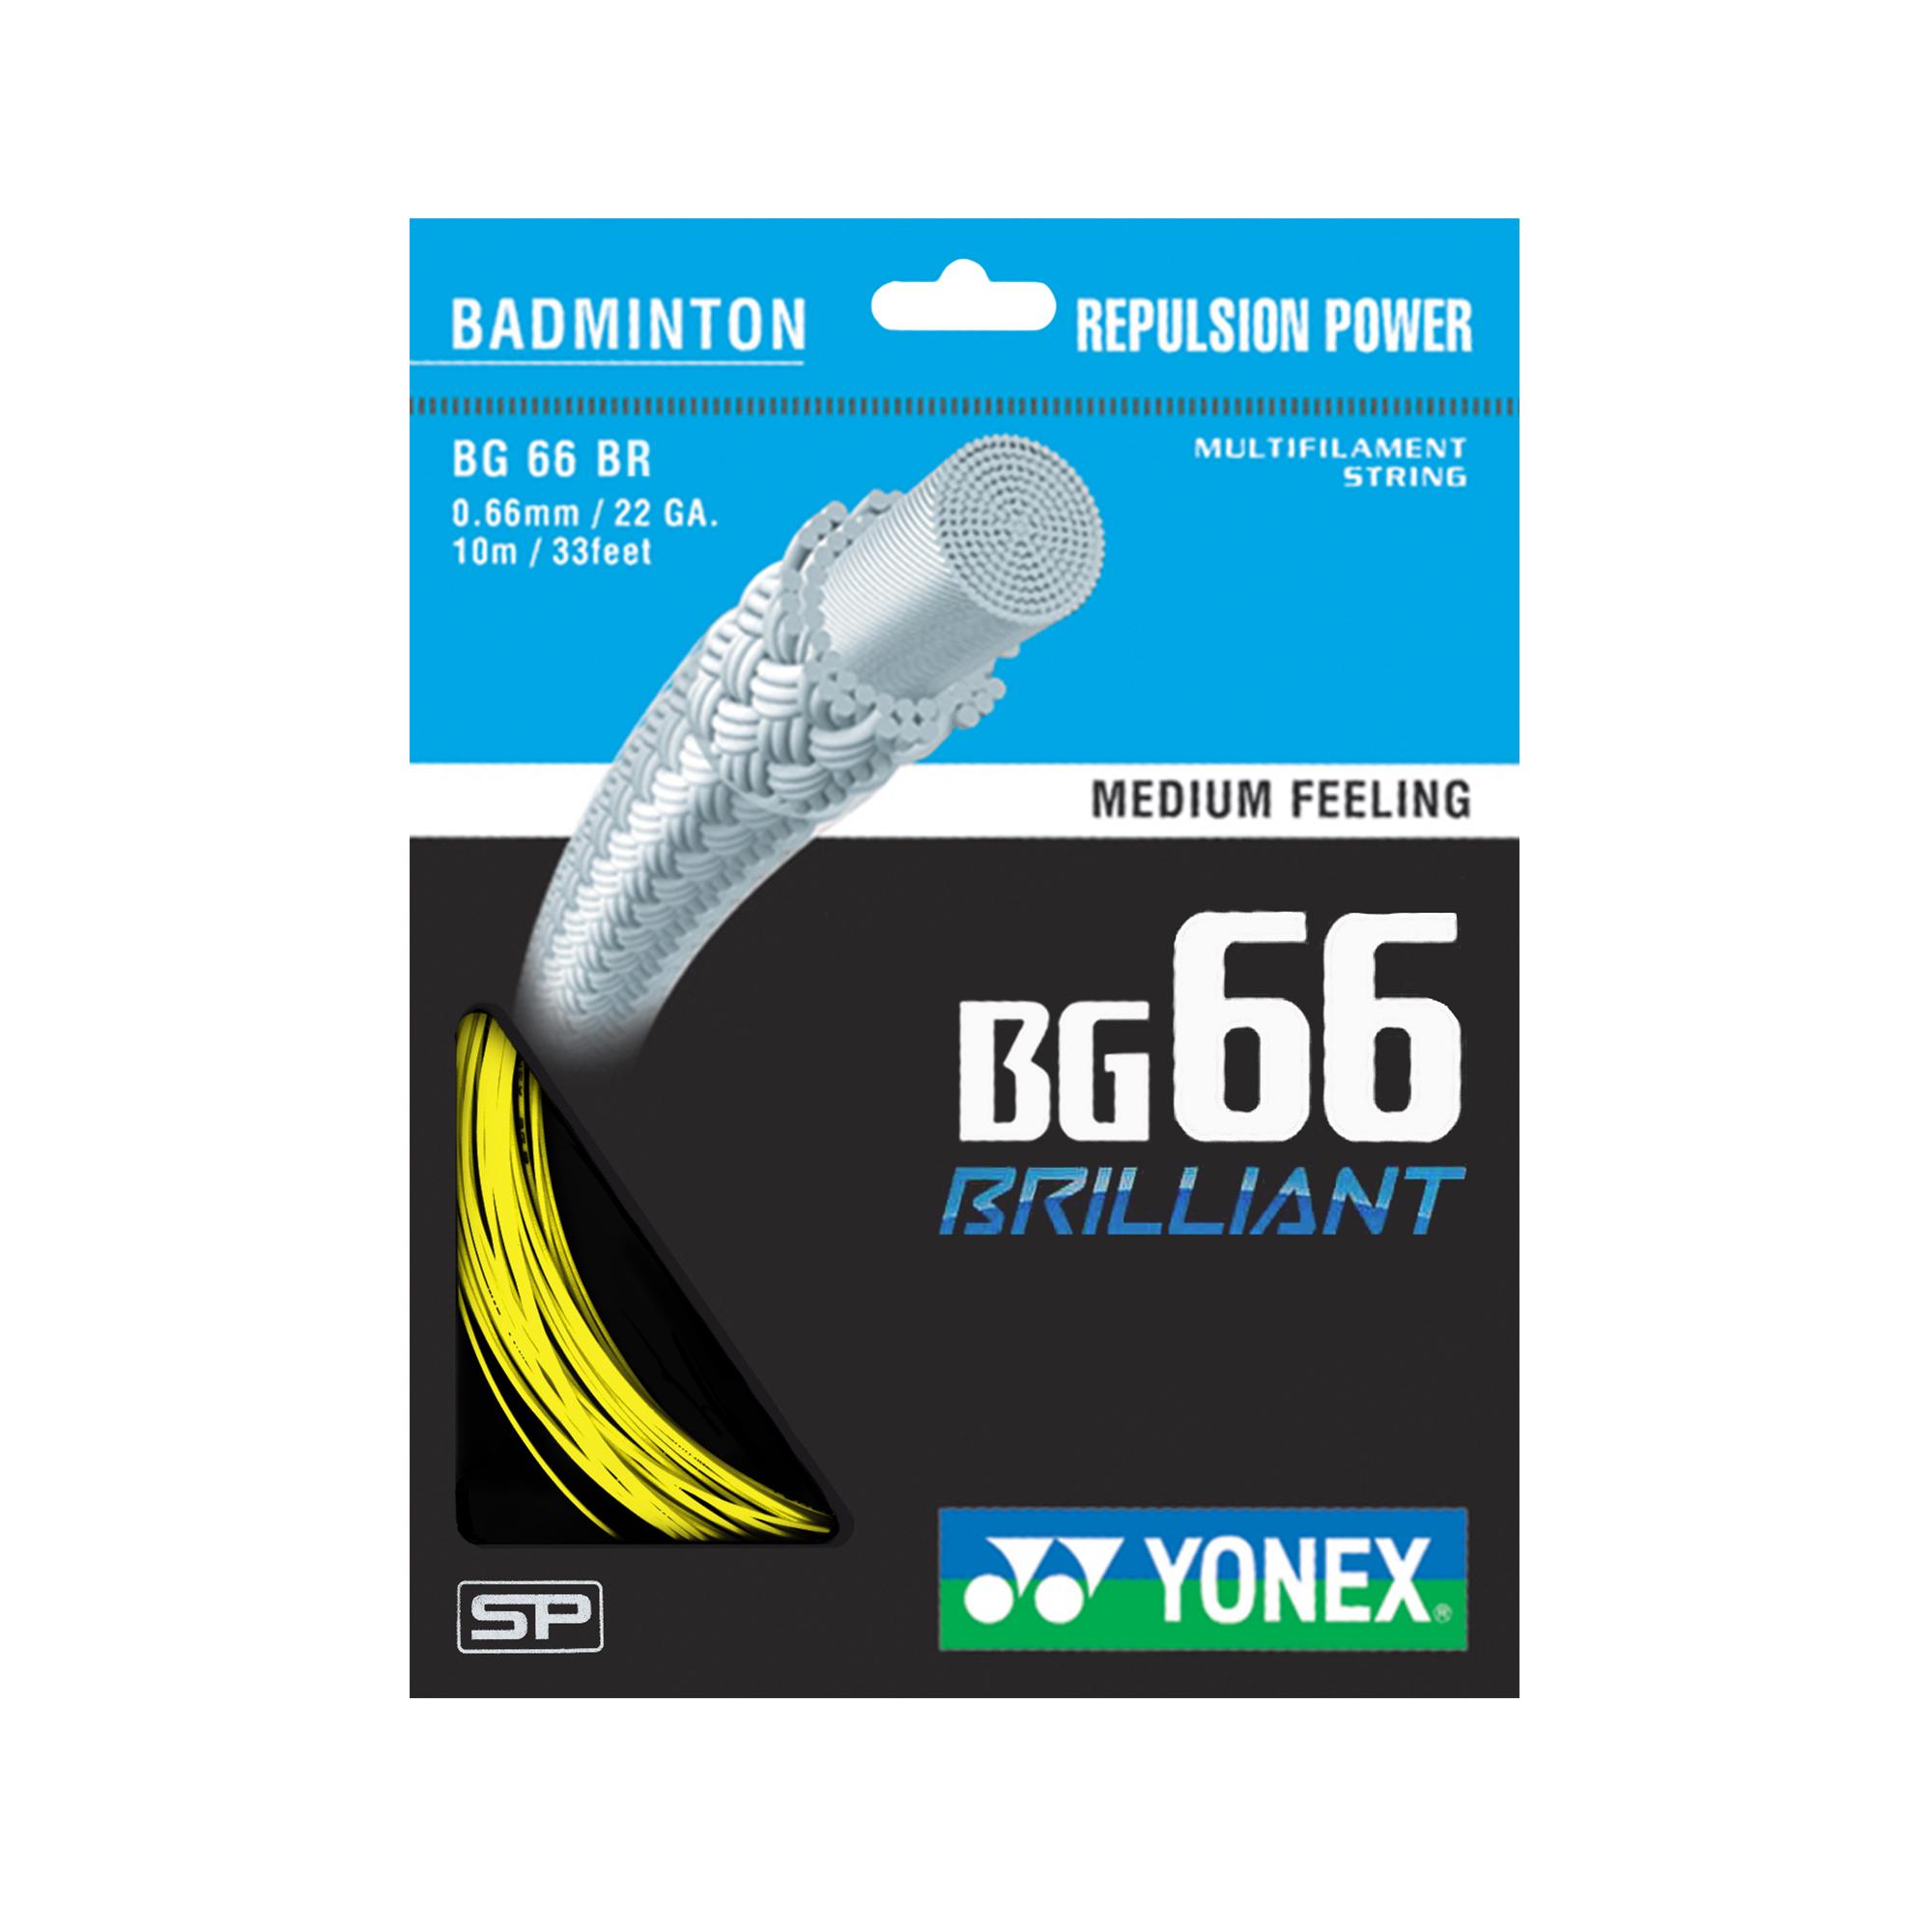 BADMINTON
REPULSION POWER
BG 66 BR
0.66mm / 22 GA.
10m / 33feet
MULTIFILAMENT
STRING
MEDIUM FEELING
BG66
BRILLIANT
SP
YONEX®